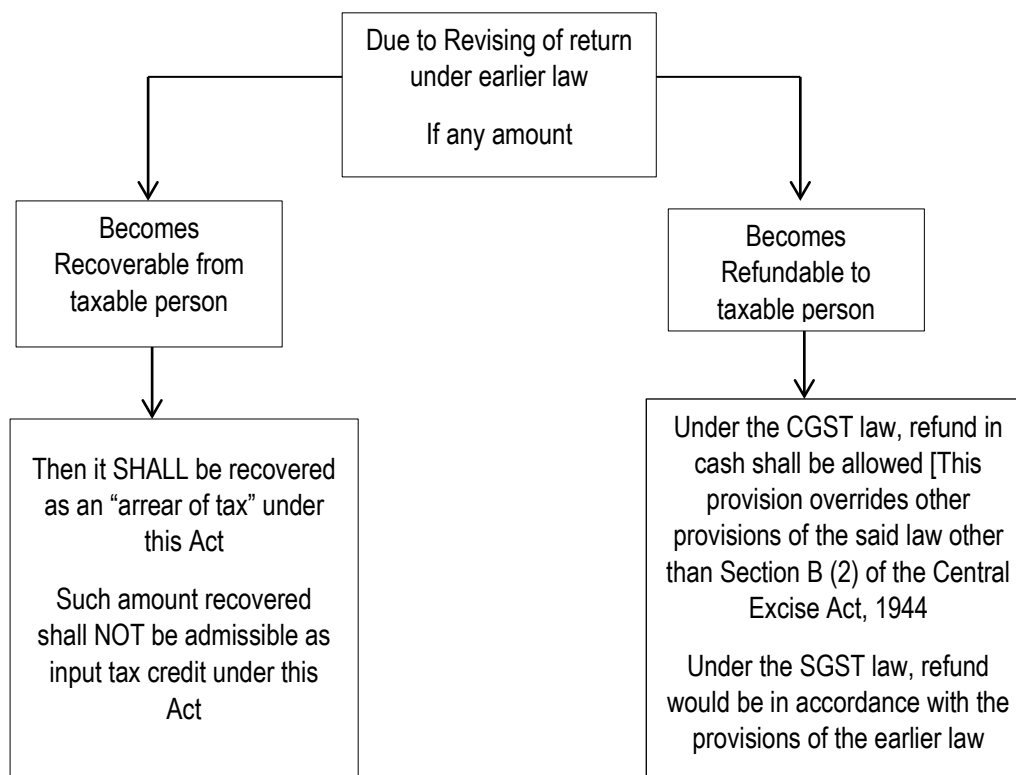 Due to Revising of return
under earlier law
If any amount
Becomes
Recoverable from
taxable person
Becomes
Refundable to
taxable person
Then it SHALL be recovered
as an “arrear of tax” under
this Act
Such amount recovered
shall NOT be admissible as
input tax credit under this
Act
Under the CGST law, refund in
cash shall be allowed [This
provision overrides other
provisions of the said law other
than Section B (2) of the Central
Excise Act, 1944
Under the SGST law, refund
would be in accordance with the
provisions of the earlier law